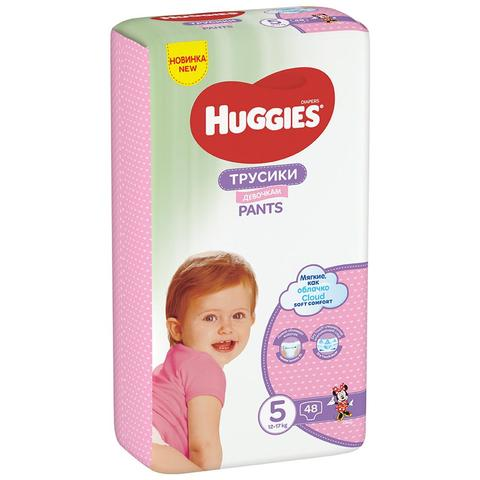 НОВИНКА
NEW
DIAPERS
HUGGIES
ТРУСИКИ
ДЕВОЧКАМ
PANTS
Мягкие,
как
облачко
Cloud
SOFT COMFORT
5
12-17 kg
48